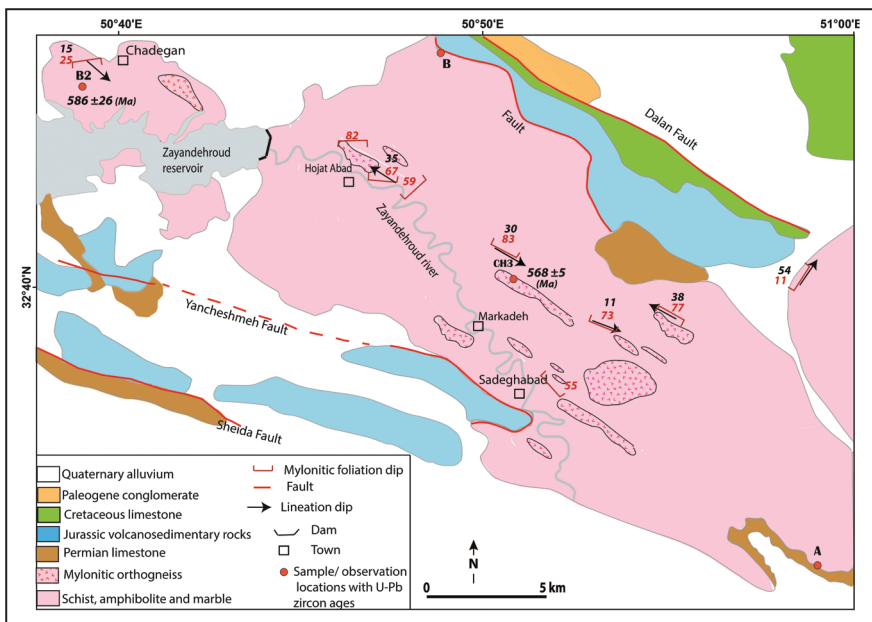 50°40'E
50°50'E
51°00'E
15
25
Chadegan
B2
586 ±26 (Ma)
B
Fault
Dalan Fault
82
Zayandehroud
reservoir
35
Hojat Abad
67
59
Zayandehroud river
30
83
CH3
568 ±5
(Ma)
54
11
32°40'N
11
73
38
77
Yancheshmeh Fault
Markadeh
Sadeghabad
55
Sheida Fault
Quaternary alluvium
Paleogene conglomerate
Cretaceous limestone
Jurassic volcanosedimentary rocks
Permian limestone
Mylonitic orthogneiss
Schist, amphibolite and marble
Mylonitic foliation dip
Fault
Lineation dip
Dam
Town
Sample/ observation
locations with U-Pb
zircon ages
N
0
5 km
A